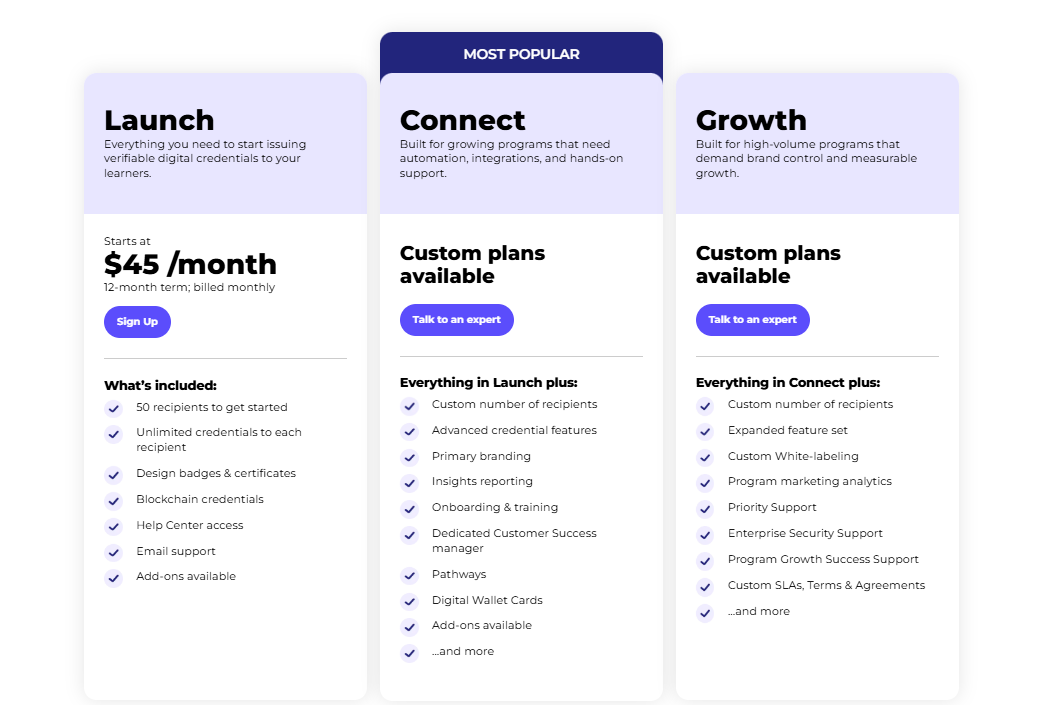 MOST POPULAR
Launch
Everything you need to start issuing
verifiable digital credentials to your
learners.
Starts at
$45 /month
12-month term; billed monthly
Sign Up
What’s included:
50 recipients to get started
Unlimited credentials to each
recipient
Design badges & certificates
Blockchain credentials
Help Center access
Email support
Add-ons available
Connect
Built for growing programs that need
automation, integrations, and hands-on
support.
Custom plans
available
Talk to an expert
Everything in Launch plus:
Custom number of recipients
Advanced credential features
Primary branding
Insights reporting
Onboarding & training
Dedicated Customer Success
manager
Pathways
Digital Wallet Cards
Add-ons available
...and more
Growth
Built for high-volume programs that
demand brand control and measurable
growth.
Custom plans
available
Talk to an expert
Everything in Connect plus:
Custom number of recipients
Expanded feature set
Custom White-labeling
Program marketing analytics
Priority Support
Enterprise Security Support
Program Growth Success Support
Custom SLAs, Terms & Agreements
...and more